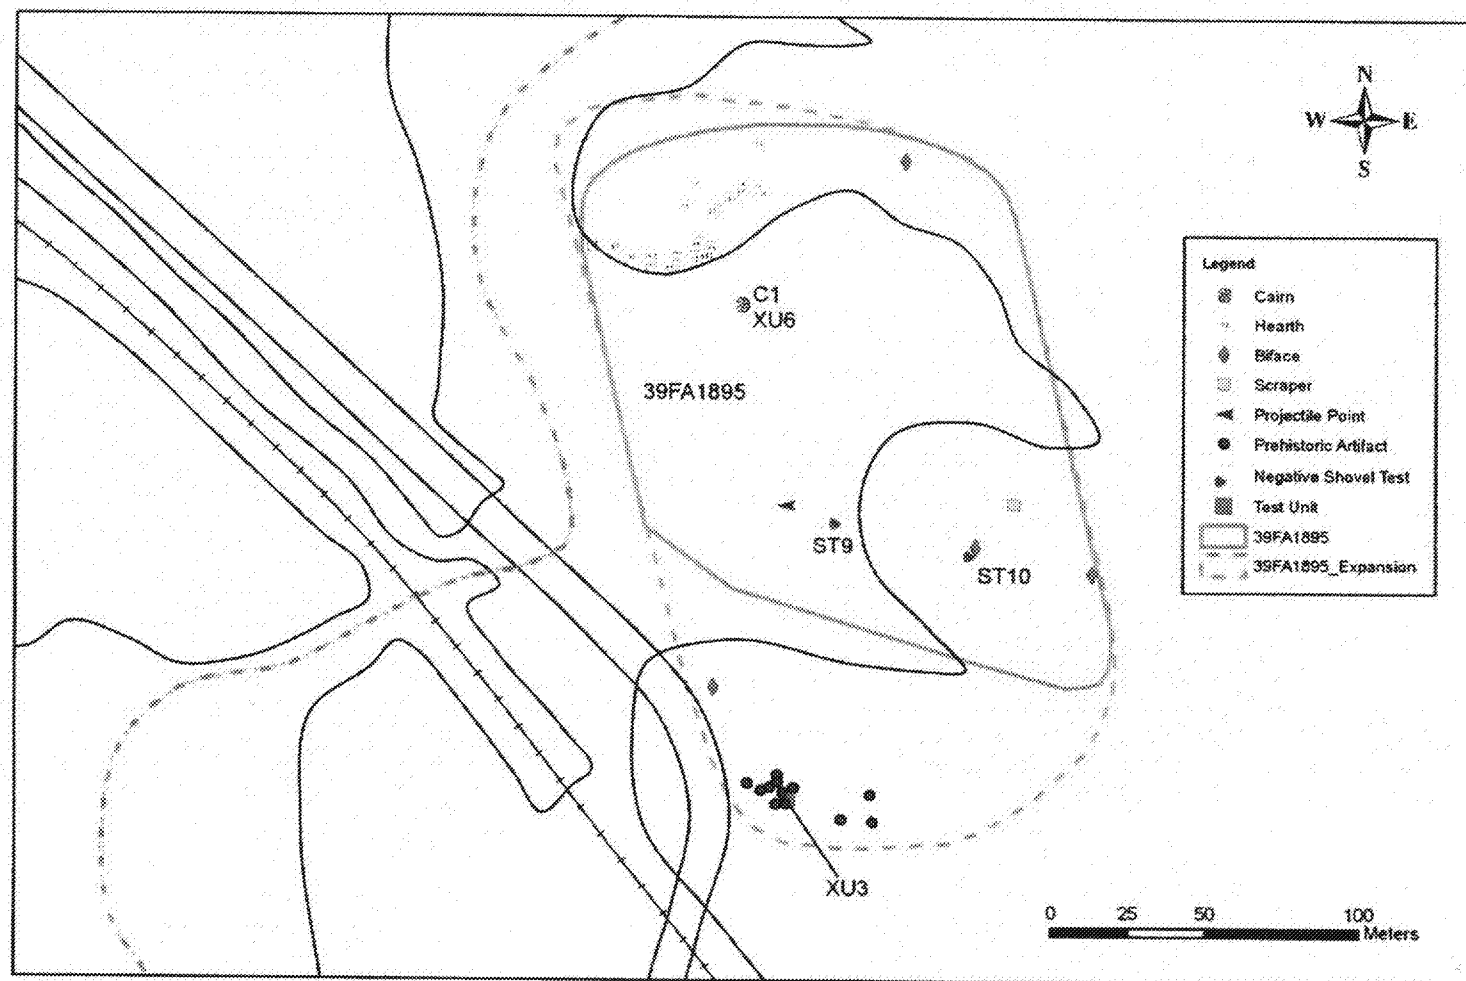 N
W E
S
Legend
Cairn
Hearth
Biface
Scraper
Projectile Point
Prehistoric Artifact
Negative Shovel Test
Test Unit
39FA1895
39FA1895_Expansion
C1
XU6
39FA1895
ST9
ST10
XU3
0 25 50 100
Meters